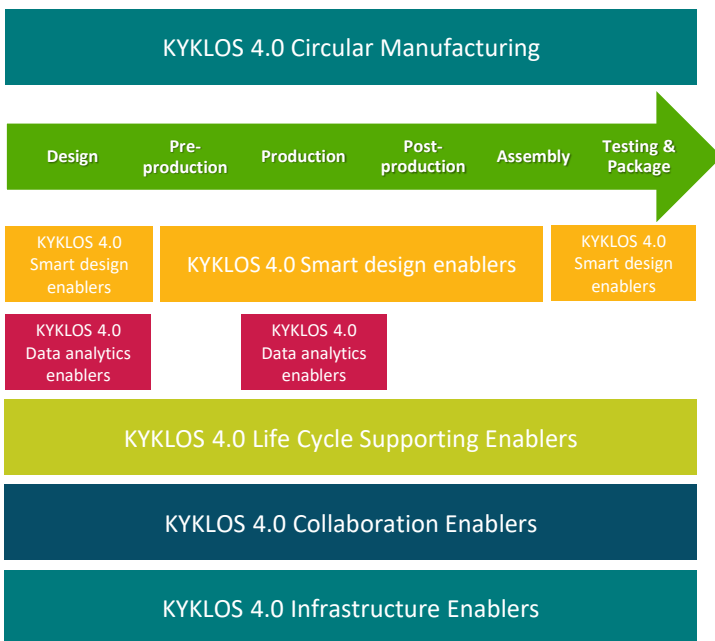 KYKLOS 4.0 Circular Manufacturing
Design
Pre-
production
Production
Post-
production
Assembly
Testing &
Package
KYKLOS 4.0
Smart design
enablers
KYKLOS 4.0 Smart design enablers
KYKLOS 4.0
Smart design
enablers
KYKLOS 4.0
Data analytics
enablers
KYKLOS 4.0
Data analytics
enablers
KYKLOS 4.0 Life Cycle Supporting Enablers
KYKLOS 4.0 Collaboration Enablers
KYKLOS 4.0 Infrastructure Enablers